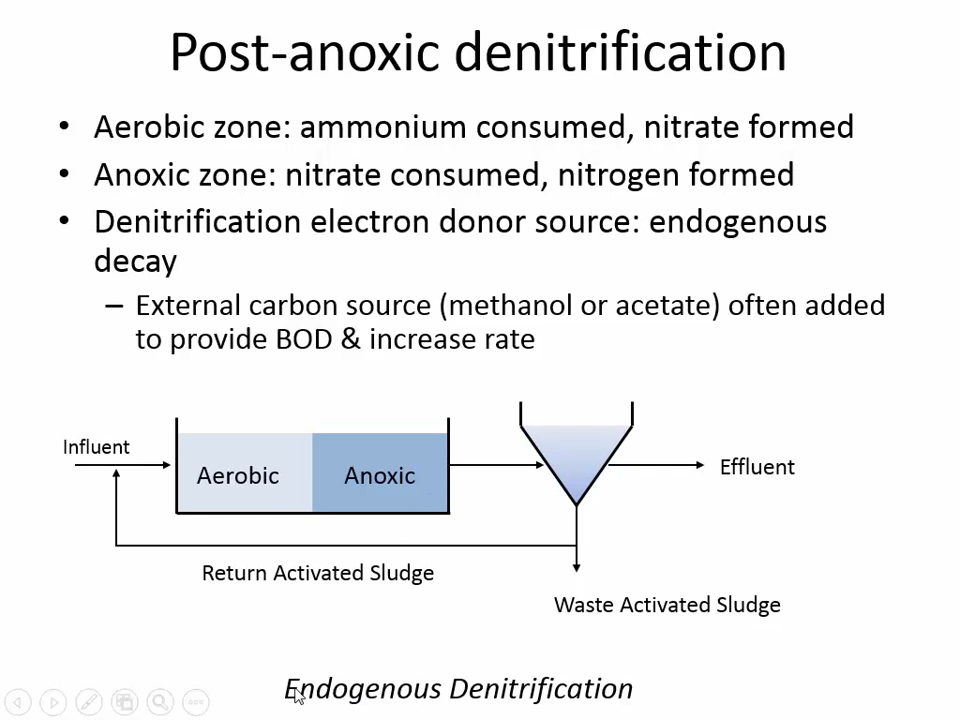 Post-anoxic denitrification
• Aerobic zone: ammonium consumed, nitrate formed
• Anoxic zone: nitrate consumed, nitrogen formed
• Denitrification electron donor source: endogenous
decay
– External carbon source (methanol or acetate) often added
to provide BOD & increase rate
Influent
Aerobic
Anoxic
Effluent
Return Activated Sludge
Waste Activated Sludge
Endogenous Denitrification